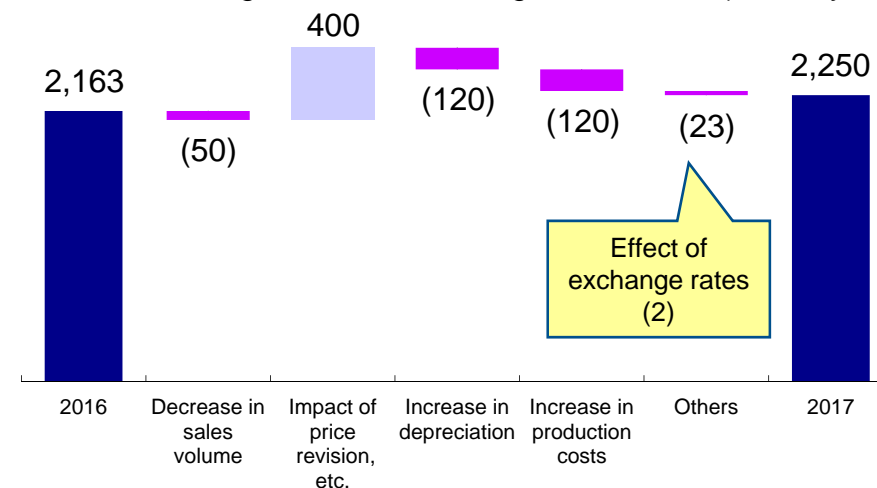 2,163
(50)
400
(120)
(120)
(23)
2,250
Effect of
exchange rates
(2)
2016
Decrease in
sales
volume
Impact of
price
revision,
etc.
Increase in
depreciation
Increase in
production
costs
Others
2017